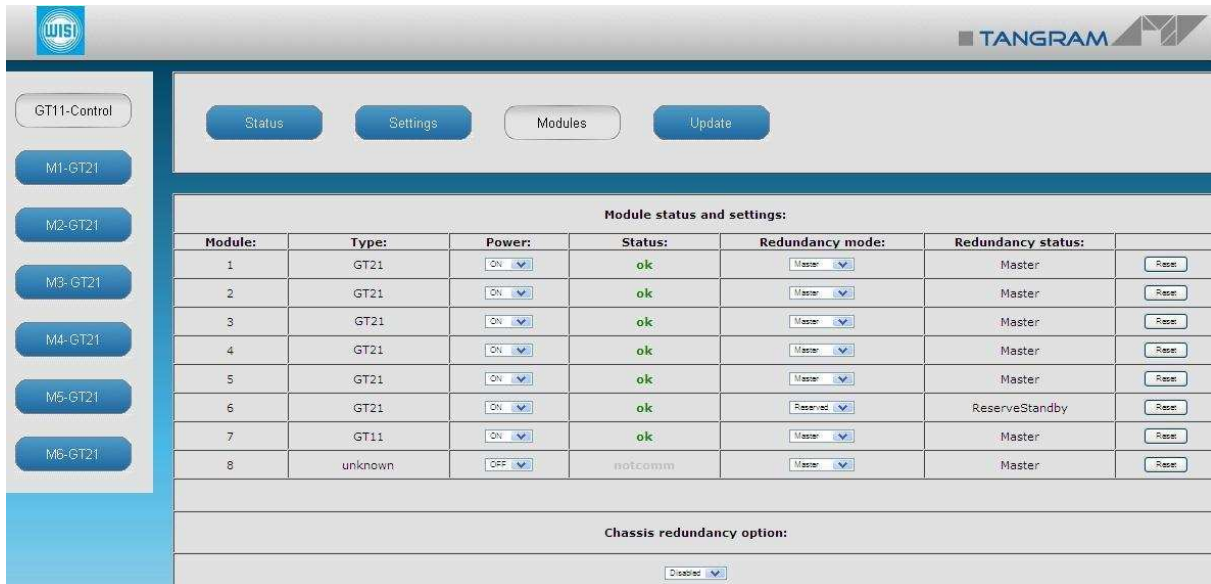 WISI
TANGRAM
GT11-Control
M1-GT21
M2-GT21
M3-GT21
M4-GT21
M5-GT21
M6-GT21
Status Settings Modules Update
Module status and settings:
Module: Type: Power: Status: Redundancy mode: Redundancy status:
1 GT21 ON ok Master Master Reset
2 GT21 ON ok Master Master Reset
3 GT21 ON ok Master Master Reset
4 GT21 ON ok Master Master Reset
5 GT21 ON ok Master Master Reset
6 GT21 ON ok Reserved ReserveStandby Reset
7 GT11 ON ok Master Master Reset
8 unknown OFF notcomm Master Master Reset
Chassis redundancy option:
Disabled